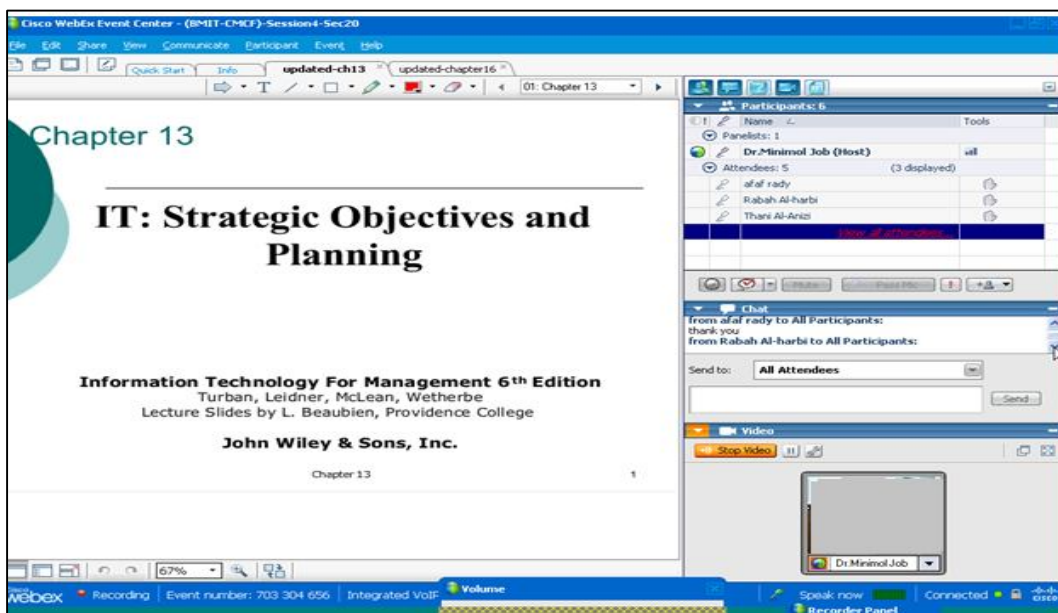 Cisco WebEx Event Center - (BMIT-CMCF)-Session4-Sec20
File Edit Share View Communicate Participant Event Help
Quick Start Info updated-ch13 updated-chapter16
T 01: Chapter 13
Chapter 13
IT: Strategic Objectives and
Planning
Information Technology For Management 6th Edition
Turban, Leidner, McLean, Wetherbe
Lecture Slides by L. Beaubien, Providence College
John Wiley & Sons, Inc.
Chapter 13 1
67%
Participants: 6
Name Tools
Panelists: 1
Dr.Minimol Job (Host)
Attendees: 5 (3 displayed)
afaf rady
Rabah Al-harbi
Thani Al-Anizi
View all attendees...
Mute Pass Mic
Chat
from afaf rady to All Participants:
thank you
from Rabah Al-harbi to All Participants:
Send to: All Attendees
Send
Video
Stop Video
Dr.Minimol Job
webex Recording Event number: 703 304 656 Integrated VoIP Volume Speak now Connected cisco
Recorder Panel